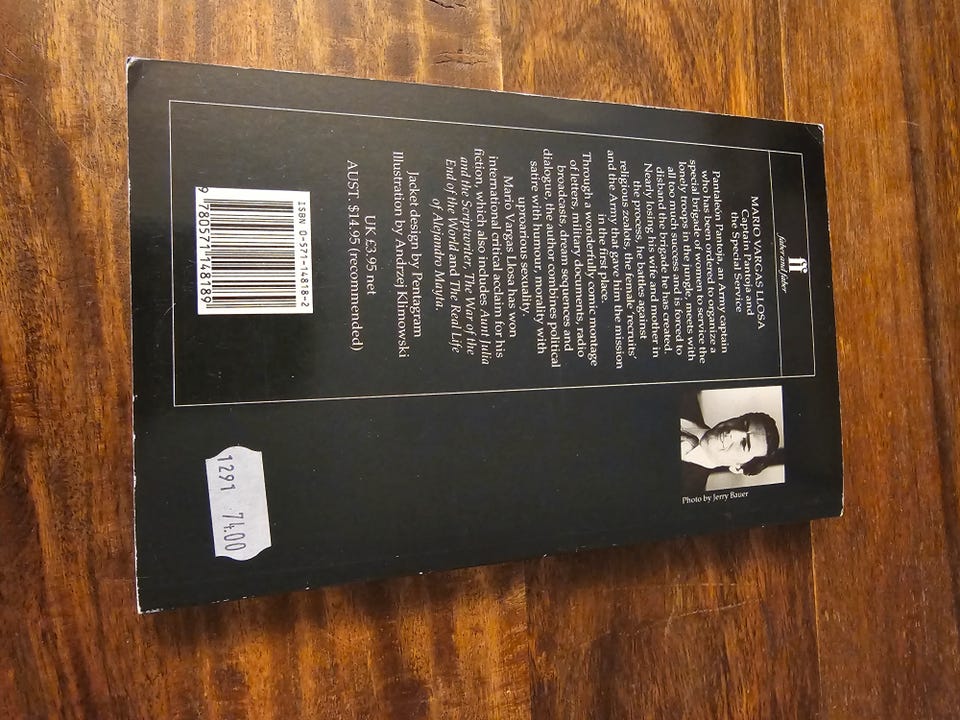 ff
faber and faber
MARIO VARGAS LLOSA
Captain Pantoja and
the Special Service
Pantaleón Pantoja, an Army captain
who has been ordered to organize a
special brigade of women to service the
lonely troops in the jungle, meets with
all too much success and is forced to
disband the brigade he has created.
Nearly losing his wife and mother in
the process, he battles against
religious zealots, the female 'recruits'
and the Army that gave him the mission
in the first place.
Through a wonderfully comic montage
of letters, military documents, radio
broadcasts, dream sequences and
dialogue, the author combines political
satire with humour, morality with
uproarious sexuality.
Mario Vargas Llosa has won
international critical acclaim for his
fiction, which also includes Aunt Julia
and the Scriptwriter, The War of the
End of the World and The Real Life
of Alejandro Mayta.
Jacket design by Pentagram
Illustration by Andrzej Klimowski
UK £3.95 net
AUST. $14.95 (recommended)
ISBN 0-571-14818-2
9 780571 148189
Photo by Jerry Bauer
1291 74.00